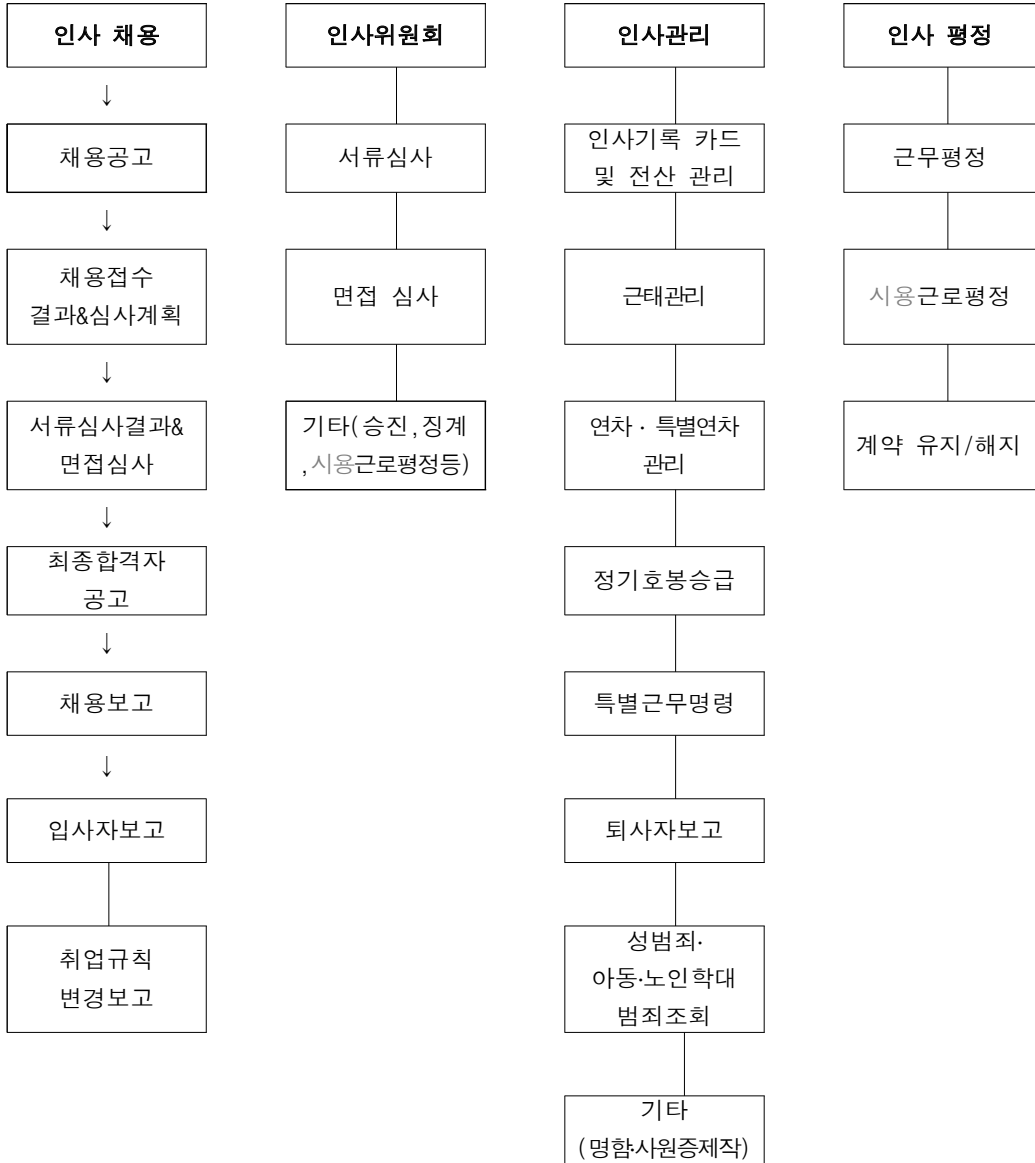 인사 채용
채용공고
채용접수
결과&심사계획
서류심사결과&
면접심사
최종합격자
공고
채용보고
입사자보고
취업규칙
변경보고
인사위원회
서류심사
면접 심사
기타(승진,징계
,시용근로평정등)
인사관리
인사기록 카드
및 전산 관리
근태관리
연차·특별연차
관리
정기호봉승급
특별근무명령
퇴사자보고
성범죄·
아동·노인학대
범죄조회
기타
(명함·사원증제작)
인사 평정
근무평정
시용근로평정
계약 유지/해지